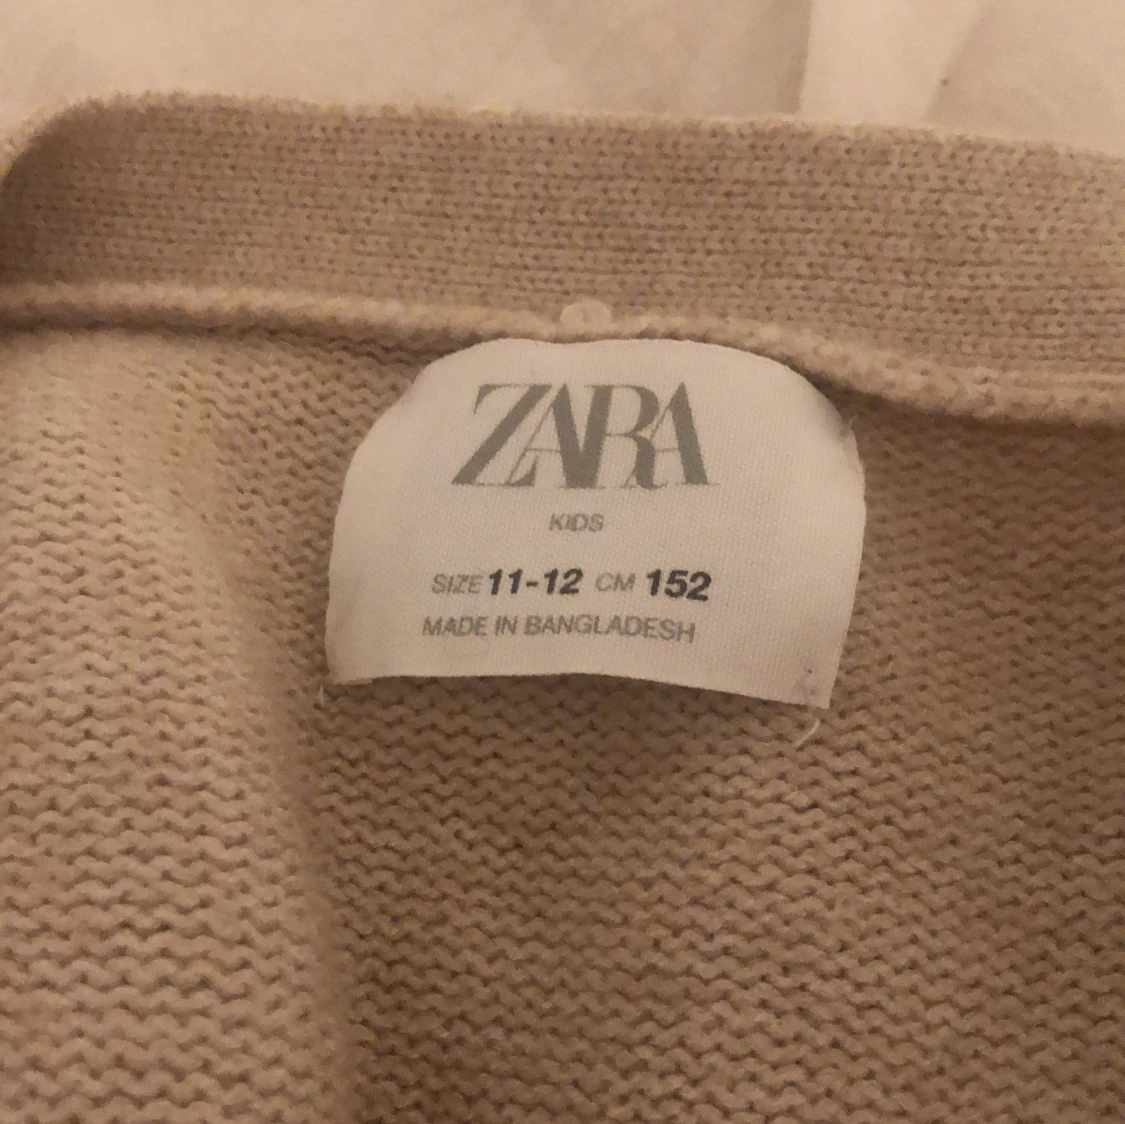 ZARA
KIDS
SIZE 11-12 CM 152
MADE IN BANGLADESH